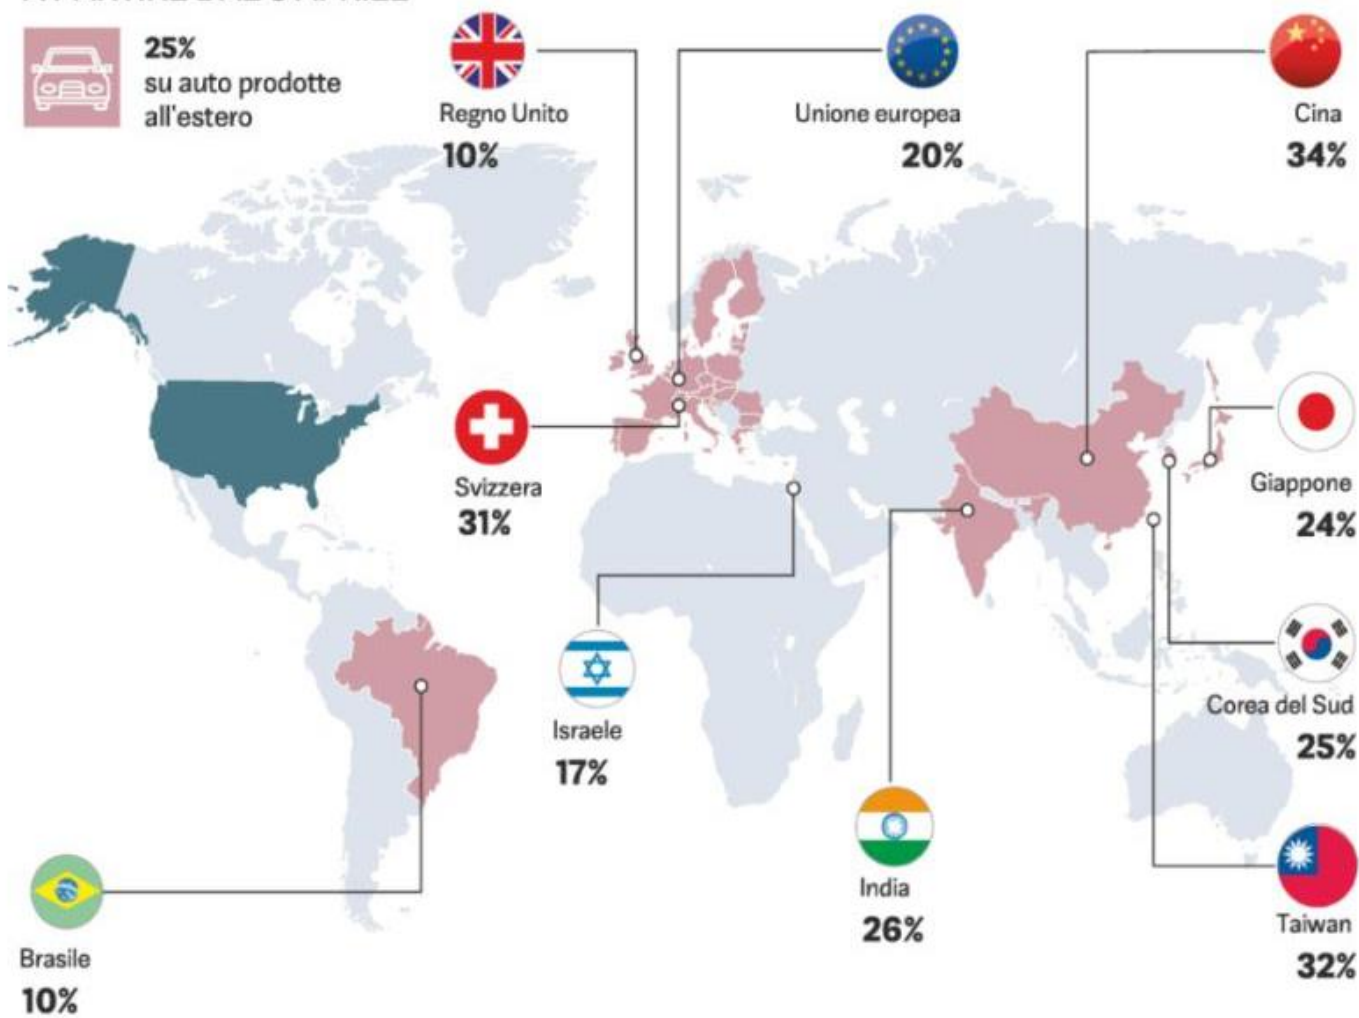 25%
su auto prodotte
all'estero
Regno Unito
10%
Unione europea
20%
Cina
34%
Svizzera
31%
Giappone
24%
Israele
17%
Corea del Sud
25%
India
26%
Taiwan
32%
Brasile
10%